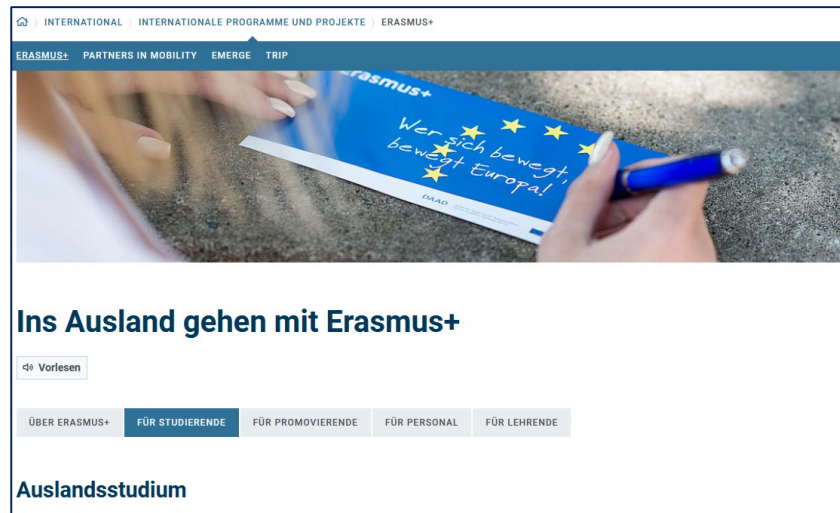 INTERNATIONAL INTERNATIONALE PROGRAMME UND PROJEKTE ERASMUS+
ERASMUS+ PARTNERS IN MOBILITY EMERGE TRIP
Erasmus+
Wer sich bewegt,
bewegt Europa!
DAAD
Ins Ausland gehen mit Erasmus+
Vorlesen
ÜBER ERASMUS+ FÜR STUDIERENDE FÜR PROMOVIERENDE FÜR PERSONAL FÜR LEHRENDE
Auslandsstudium